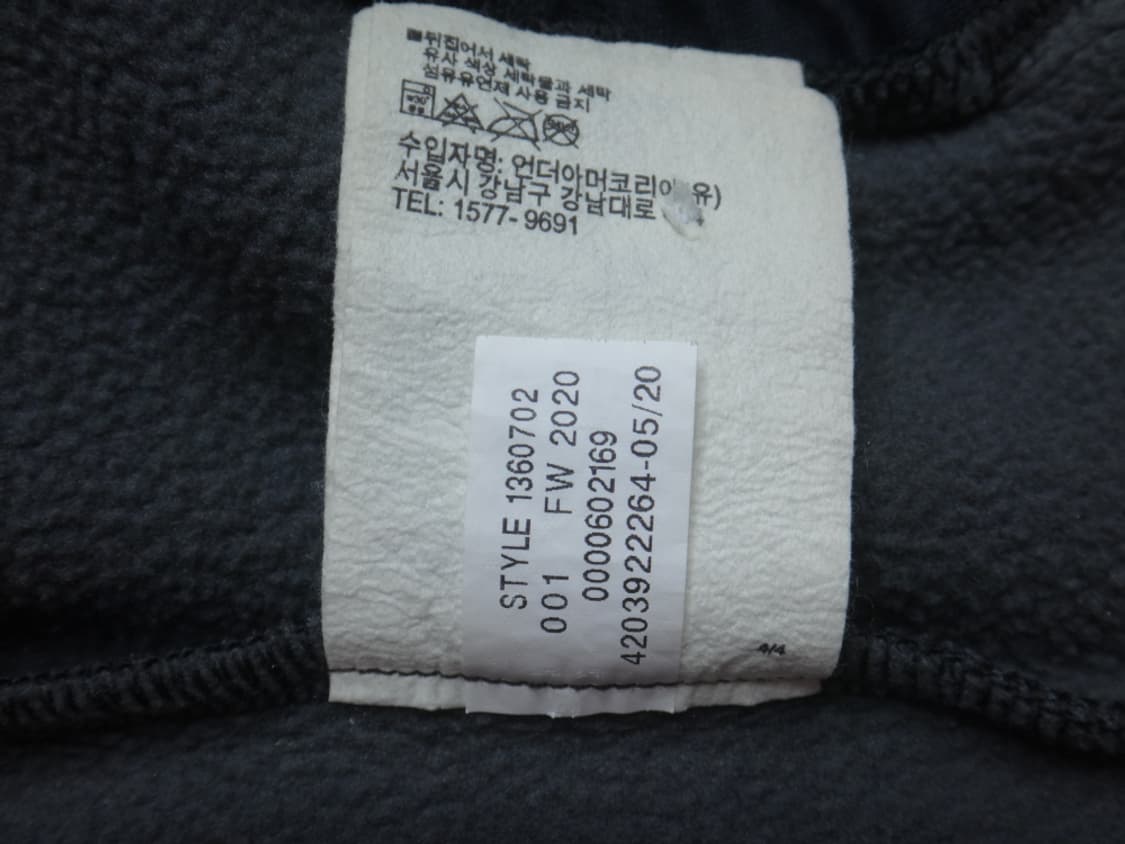 ■뒤집어서 세탁
유사 색상 세탁물과 세탁
섬유유연제 사용 금지
수입자명: 언더아머코리아 유)
서울시 강남구 강남대로
TEL: 1577-9691
STYLE 1360702
001 FW 2020
0000602169
4203922264-05/20
4/4